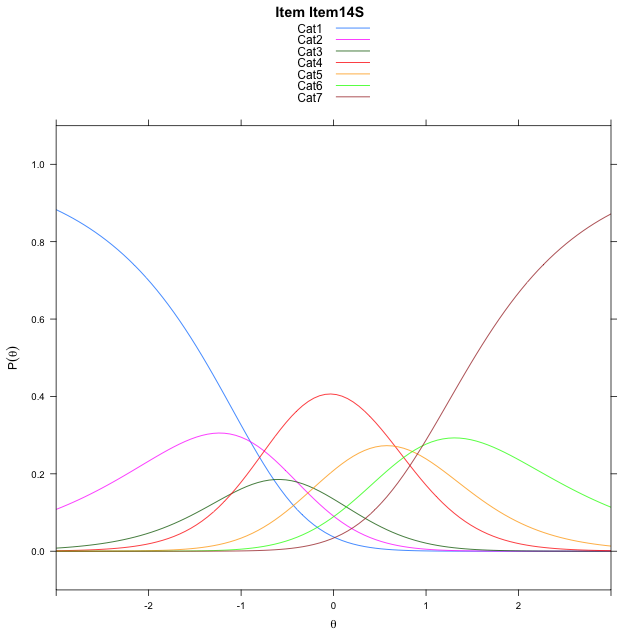 Item Item14S
Cat1
Cat2
Cat3
Cat4
Cat5
Cat6
Cat7
1.0
0.8
0.6
0.4
0.2
0.0
P(θ)
-2 -1 0 1 2
θ